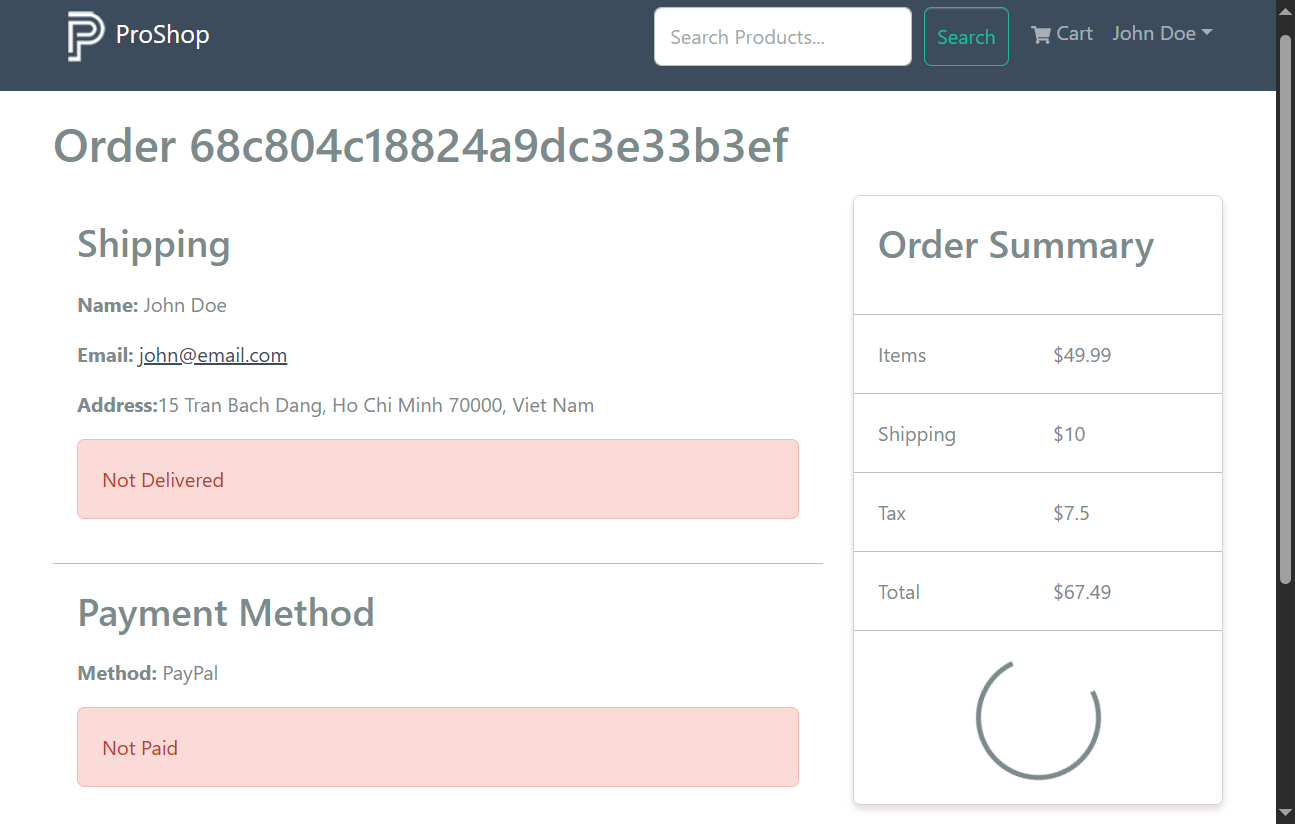 ProShop
Search Products...
Search
Cart
John Doe
Order 68c804c18824a9dc3e33b3ef
Shipping
Name: John Doe
Email: john@email.com
Address:15 Tran Bach Dang, Ho Chi Minh 70000, Viet Nam
Not Delivered
Payment Method
Method: PayPal
Not Paid
Order Summary
Items $49.99
Shipping $10
Tax $7.5
Total $67.49